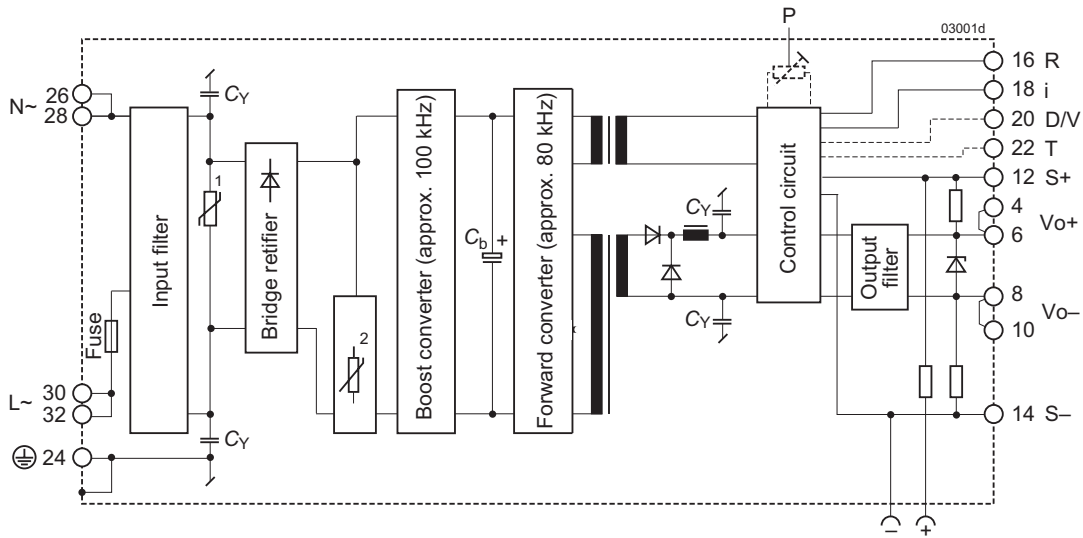 P
03001d
16 R
18 i
20 D/V
22 T
12 S+
4
Vo+
6
8
Vo–
10
14 S–
N~ 26
28
Fuse
L~ 30
32
24
CY
1
CY
Input filter
Bridge retifier
2
Boost converter (approx. 100 kHz)
Cb +
Forward converter (approx. 80 kHz)
CY
CY
Control circuit
Output
filter
– +